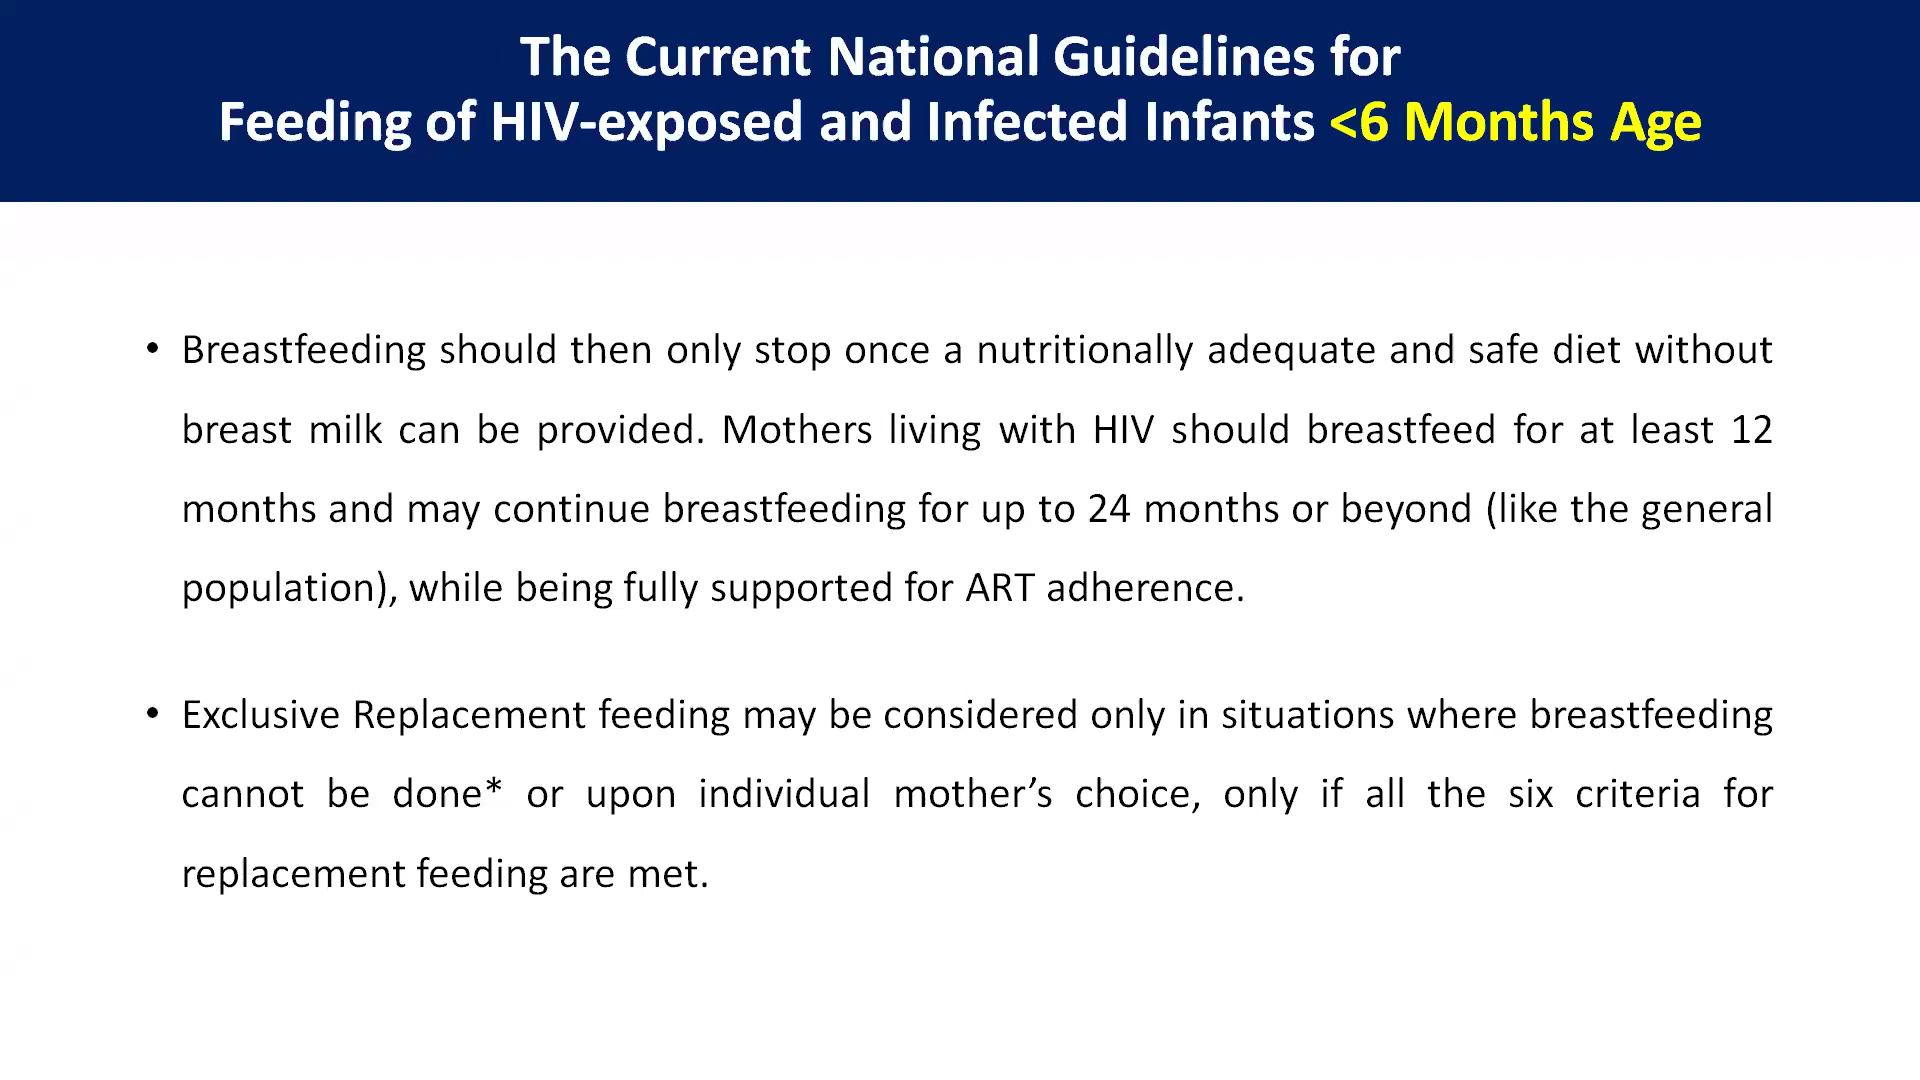 The Current National Guidelines for
Feeding of HIV-exposed and Infected Infants <6 Months Age
• Breastfeeding should then only stop once a nutritionally adequate and safe diet without
breast milk can be provided. Mothers living with HIV should breastfeed for at least 12
months and may continue breastfeeding for up to 24 months or beyond (like the general
population), while being fully supported for ART adherence.
• Exclusive Replacement feeding may be considered only in situations where breastfeeding
cannot be done* or upon individual mother’s choice, only if all the six criteria for
replacement feeding are met.